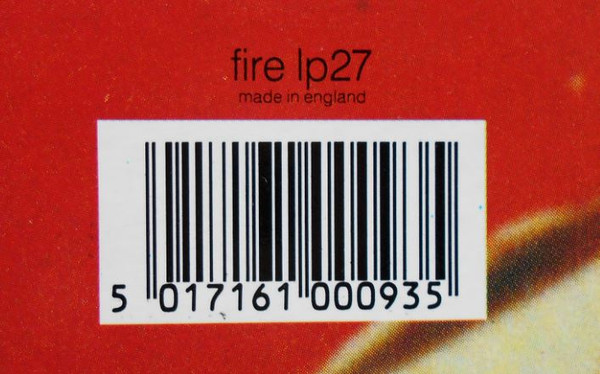 fire lp27
made in england
5 017161 000935